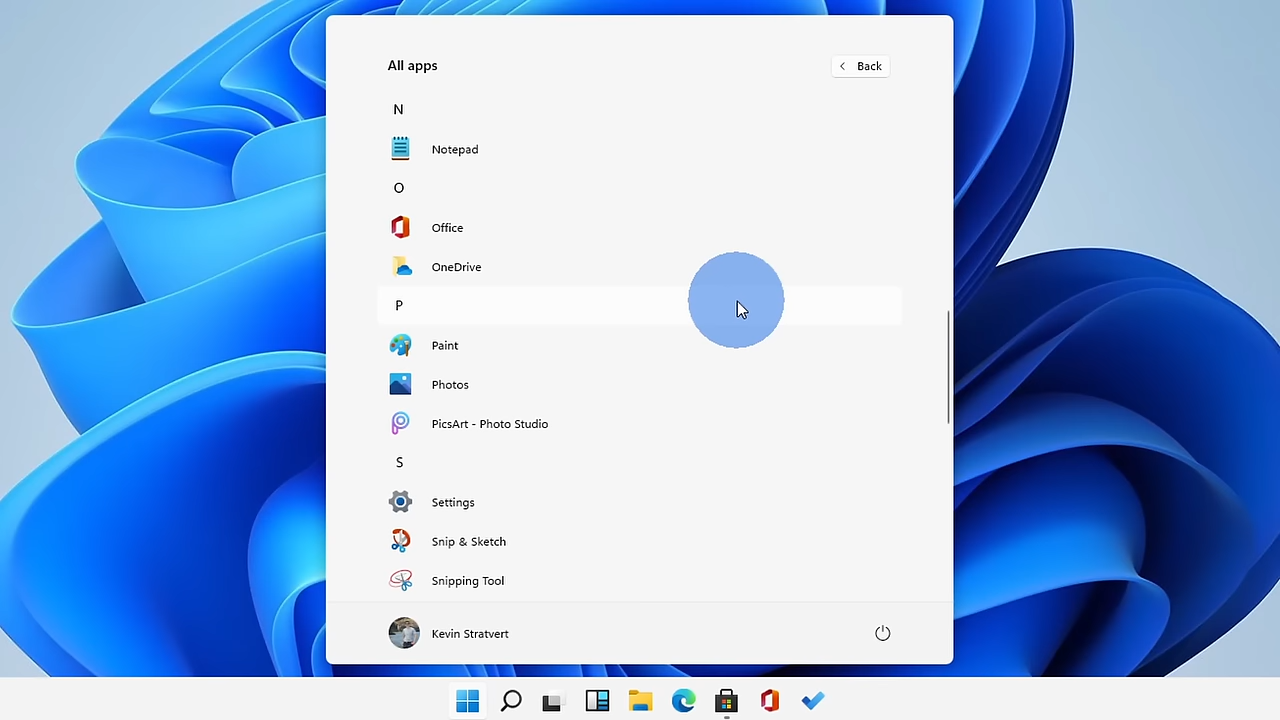 All apps
Back
N
Notepad
O
Office
OneDrive
P
Paint
Photos
PicsArt - Photo Studio
S
Settings
Snip & Sketch
Snipping Tool
Kevin Stratvert